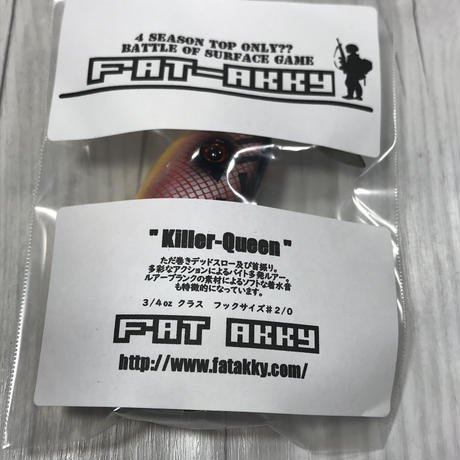 4 SEASON TOP ONLY??
BATTLE OF SURFACE GAME
FAT-AKKY
" Killer-Queen "
ただ巻きデッドスロー及び首振り。
多彩なアクションによるバイト多発ルアー。
ルアーブランクの素材によるソフトな着水音
も特徴的になっています。
3/4oz クラス フックサイズ#2/0
FAT AKKY
http://www.fatakky.com/